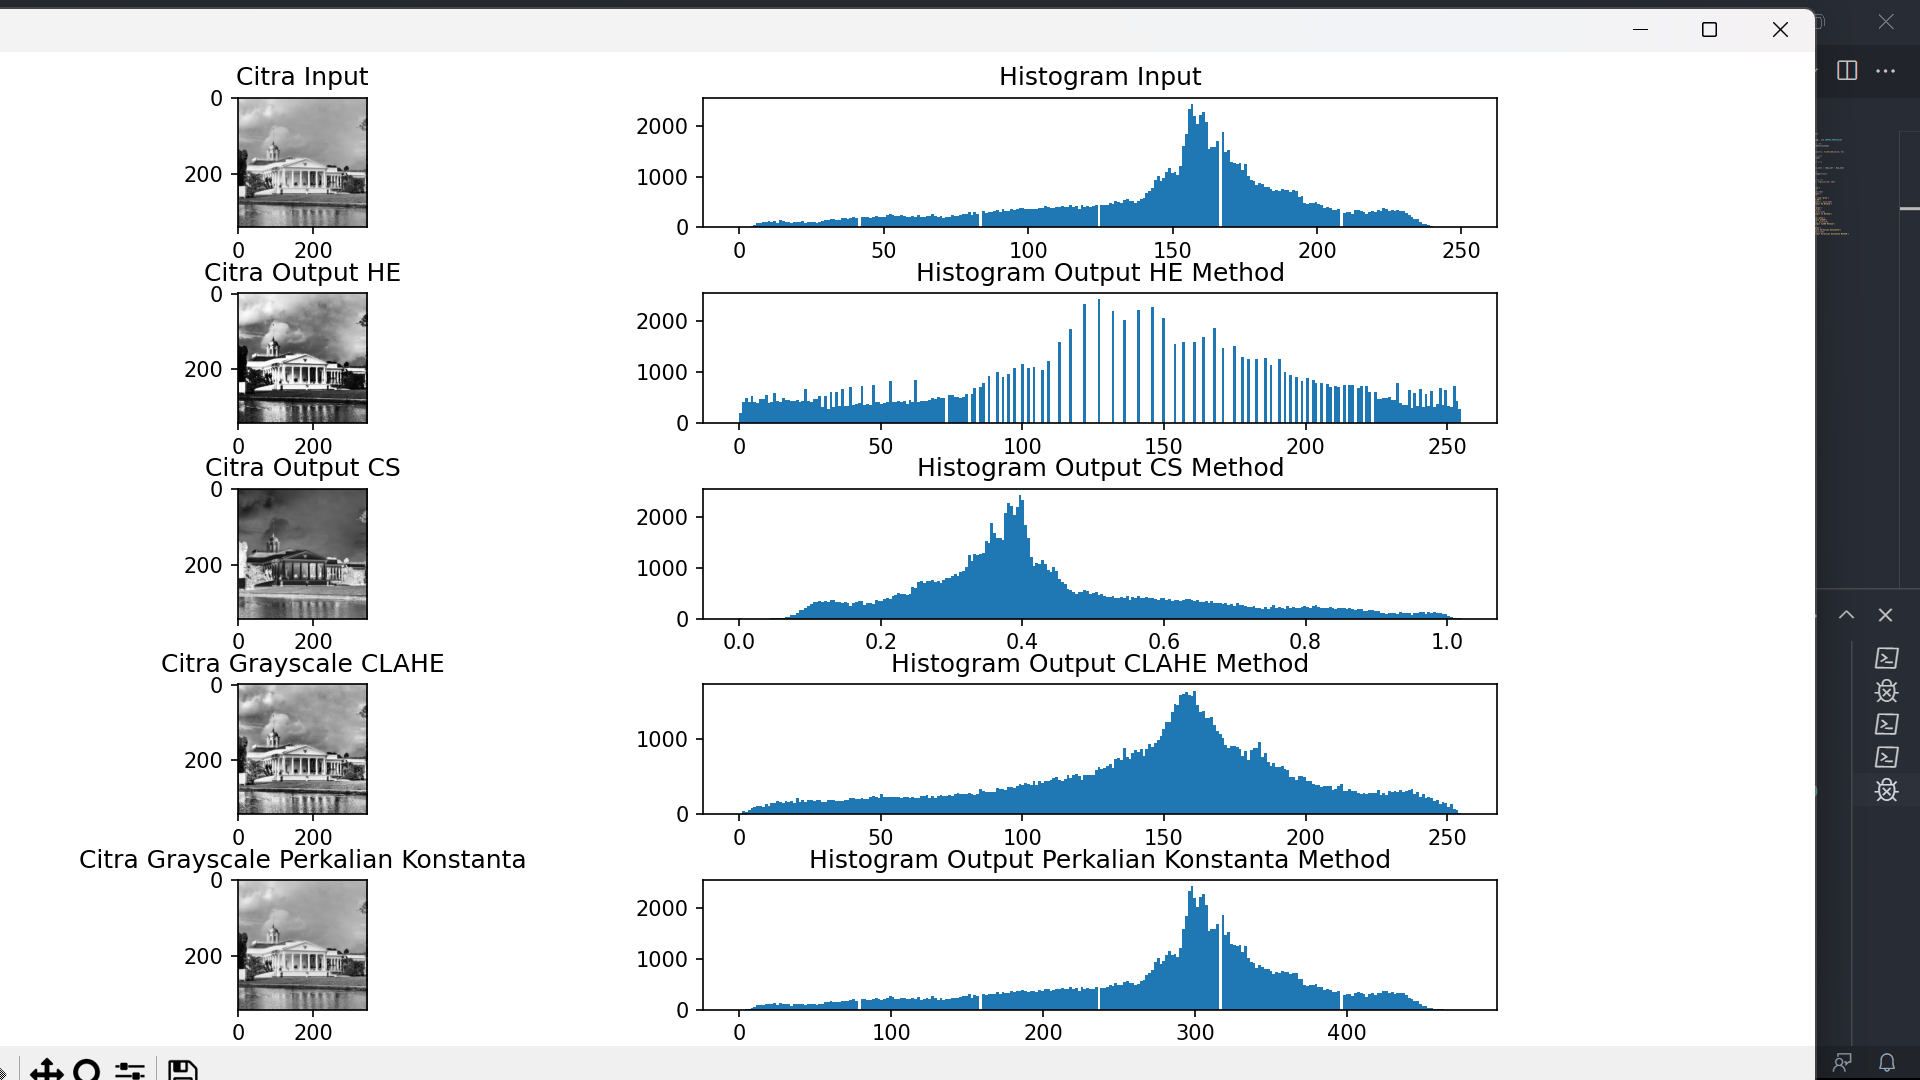 Citra Input
0
200
0 200
Histogram Input
2000
1000
0
0 50 100 150 200 250
Citra Output HE
0
200
0 200
Histogram Output HE Method
2000
1000
0
0 50 100 150 200 250
Citra Output CS
0
200
0 200
Histogram Output CS Method
2000
1000
0
0.0 0.2 0.4 0.6 0.8 1.0
Citra Grayscale CLAHE
0
200
0 200
Histogram Output CLAHE Method
1000
0
0 50 100 150 200 250
Citra Grayscale Perkalian Konstanta
0
200
0 200
Histogram Output Perkalian Konstanta Method
2000
1000
0
0 100 200 300 400